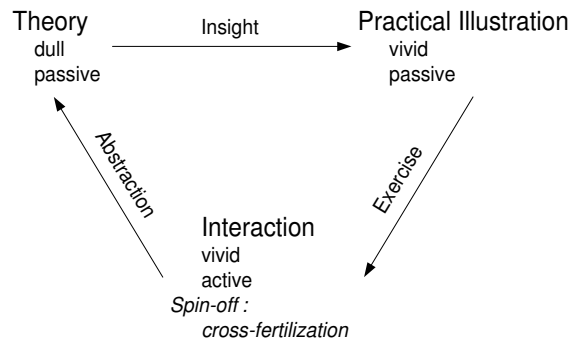 Theory
dull
passive
Insight
Practical Illustration
vivid
passive
Abstraction
Exercise
Interaction
vivid
active
Spin-off :
cross-fertilization